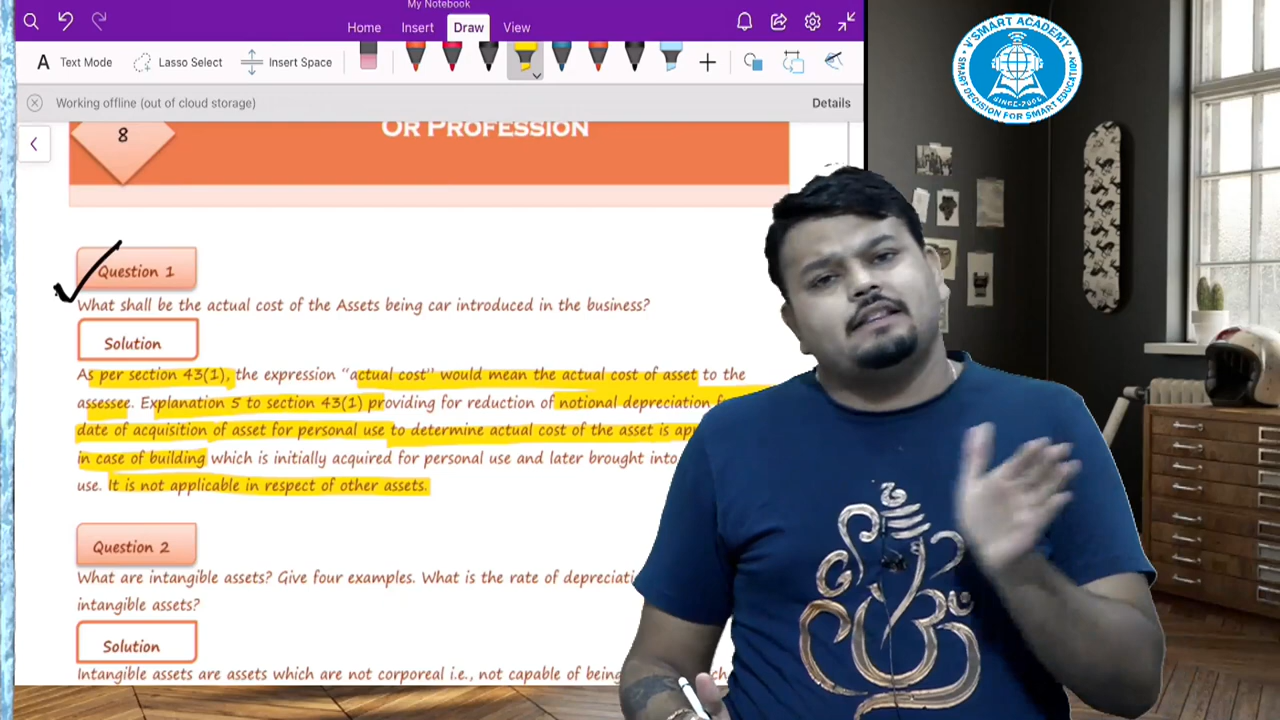 My Notebook
Home Insert Draw View
A Text Mode Lasso Select Insert Space
Working offline (out of cloud storage) Details
8
OR PROFESSION
Question 1
What shall be the actual cost of the Assets being car introduced in the business?
Solution
As per section 43(1), the expression "actual cost" would mean the actual cost of asset to the
assessee. Explanation 5 to section 43(1) providing for reduction of notional depreciation
date of acquisition of asset for personal use to determine actual cost of the asset is
in case of building which is initially acquired for personal use and later brought into
use. It is not applicable in respect of other assets.
Question 2
What are intangible assets? Give four examples. What is the rate of
intangible assets?
Solution
Intangible assets are assets which are not corporeal i.e., not capable of
V'SMART ACADEMY
SINCE-2006
SMART DECISION FOR SMART EDUCATION